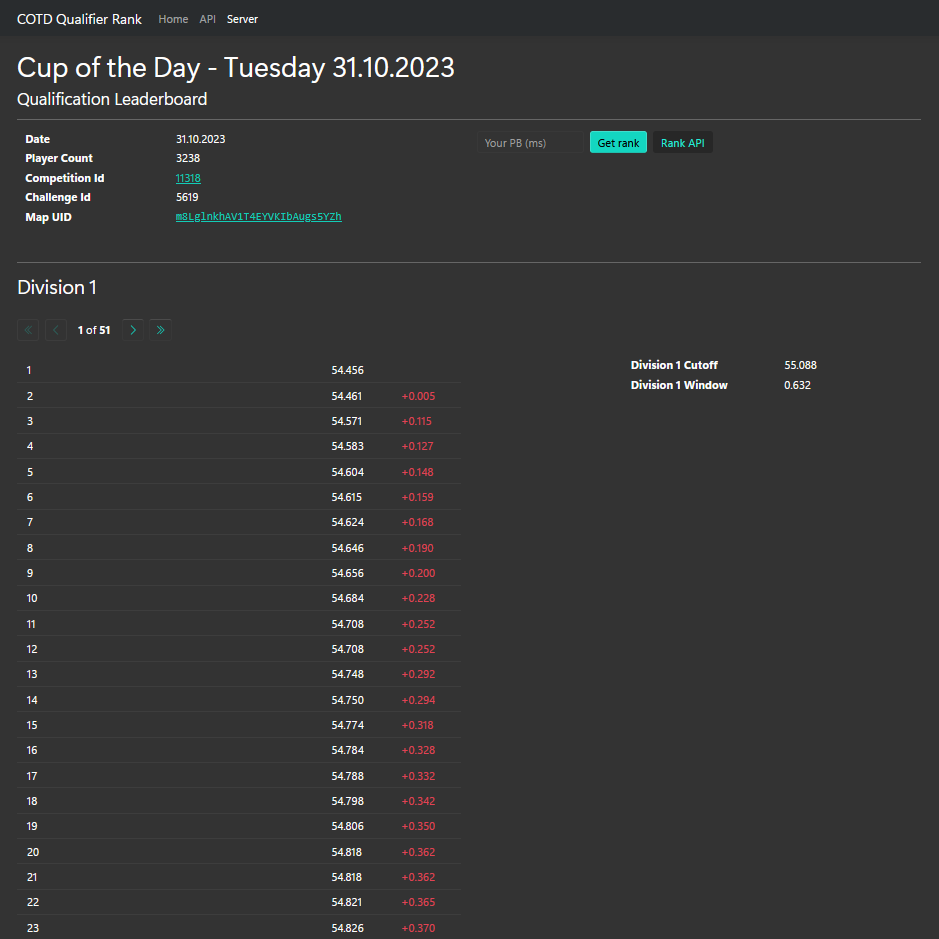 COTD Qualifier Rank Home API Server
Cup of the Day - Tuesday 31.10.2023
Qualification Leaderboard
Date 31.10.2023
Player Count 3238
Competition Id 11318
Challenge Id 5619
Map UID m8LglnkhAV1T4EYVKIbAugs5YZh
Your PB (ms) Get rank Rank API
Division 1
« ‹ 1 of 51 › »
1 54.456
2 54.461 +0.005
3 54.571 +0.115
4 54.583 +0.127
5 54.604 +0.148
6 54.615 +0.159
7 54.624 +0.168
8 54.646 +0.190
9 54.656 +0.200
10 54.684 +0.228
11 54.708 +0.252
12 54.708 +0.252
13 54.748 +0.292
14 54.750 +0.294
15 54.774 +0.318
16 54.784 +0.328
17 54.788 +0.332
18 54.798 +0.342
19 54.806 +0.350
20 54.818 +0.362
21 54.818 +0.362
22 54.821 +0.365
23 54.826 +0.370
Division 1 Cutoff 55.088
Division 1 Window 0.632